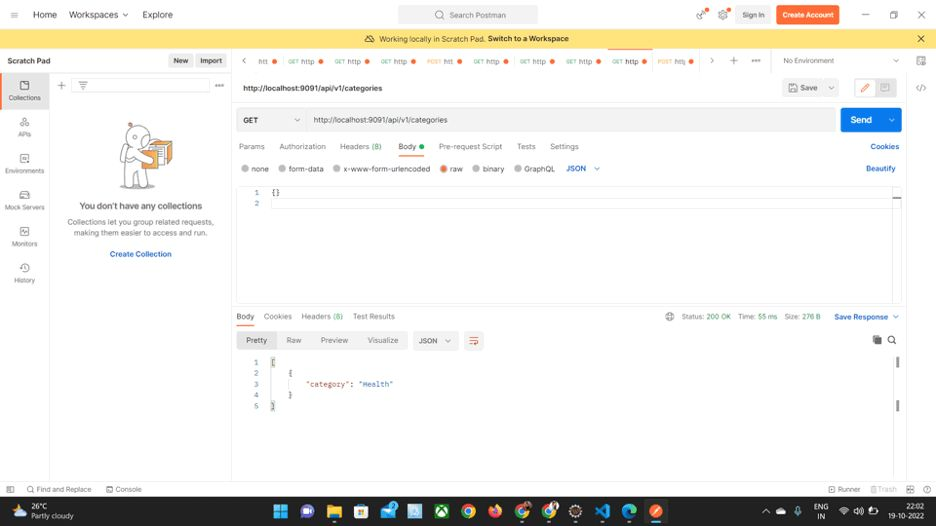 Home Workspaces Explore Search Postman Sign In Create Account
Working locally in Scratch Pad. Switch to a Workspace
Scratch Pad New Import
htt GET http GET http GET http POST htt GET http GET http GET http GET http POST http No Environment
Collections
APIs
Environments
Mock Servers
Monitors
History
You don't have any collections
Collections let you group related requests,
making them easier to access and run.
Create Collection
http://localhost:9091/api/v1/categories Save
GET http://localhost:9091/api/v1/categories Send
Params Authorization Headers (8) Body Pre-request Script Tests Settings Cookies
none form-data x-www-form-urlencoded raw binary GraphQL JSON Beautify
1 {}
2
Body Cookies Headers (8) Test Results Status: 200 OK Time: 55 ms Size: 276 B Save Response
Pretty Raw Preview Visualize JSON
1 [
2 {
3 "category": "Health"
4 }
5 ]
Find and Replace Console Runner Trash
26°C
Partly cloudy
ENG
IN
22:02
19-10-2022